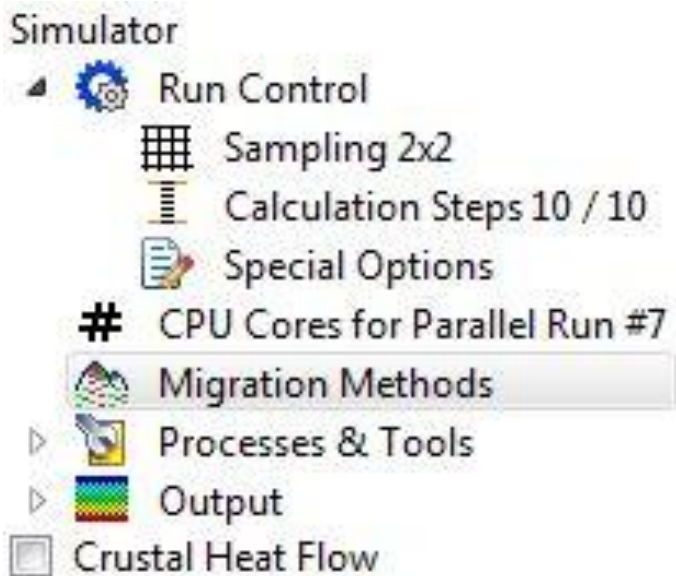 Simulator
Run Control
Sampling 2x2
Calculation Steps 10 / 10
Special Options
# CPU Cores for Parallel Run #7
Migration Methods
Processes & Tools
Output
Crustal Heat Flow